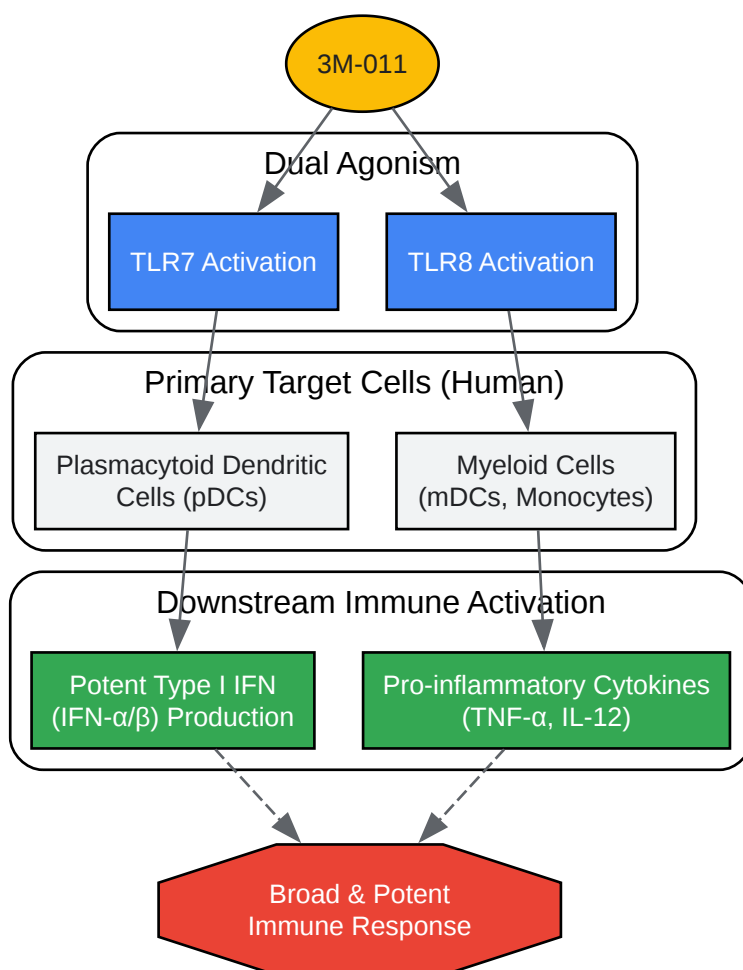 3M-011
Dual Agonism
TLR7 Activation
TLR8 Activation
Primary Target Cells (Human)
Plasmacytoid Dendritic
Cells (pDCs)
Myeloid Cells
(mDCs, Monocytes)
Downstream Immune Activation
Potent Type I IFN
(IFN-α/β) Production
Pro-inflammatory Cytokines
(TNF-α, IL-12)
Broad & Potent
Immune Response